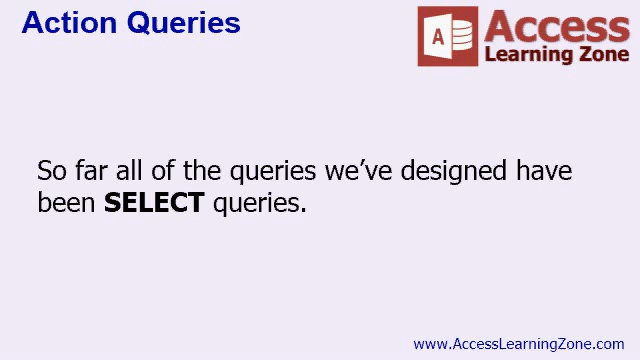 Action Queries
A
Access
Learning Zone
So far all of the queries we’ve designed have
been SELECT queries.
www.AccessLearningZone.com